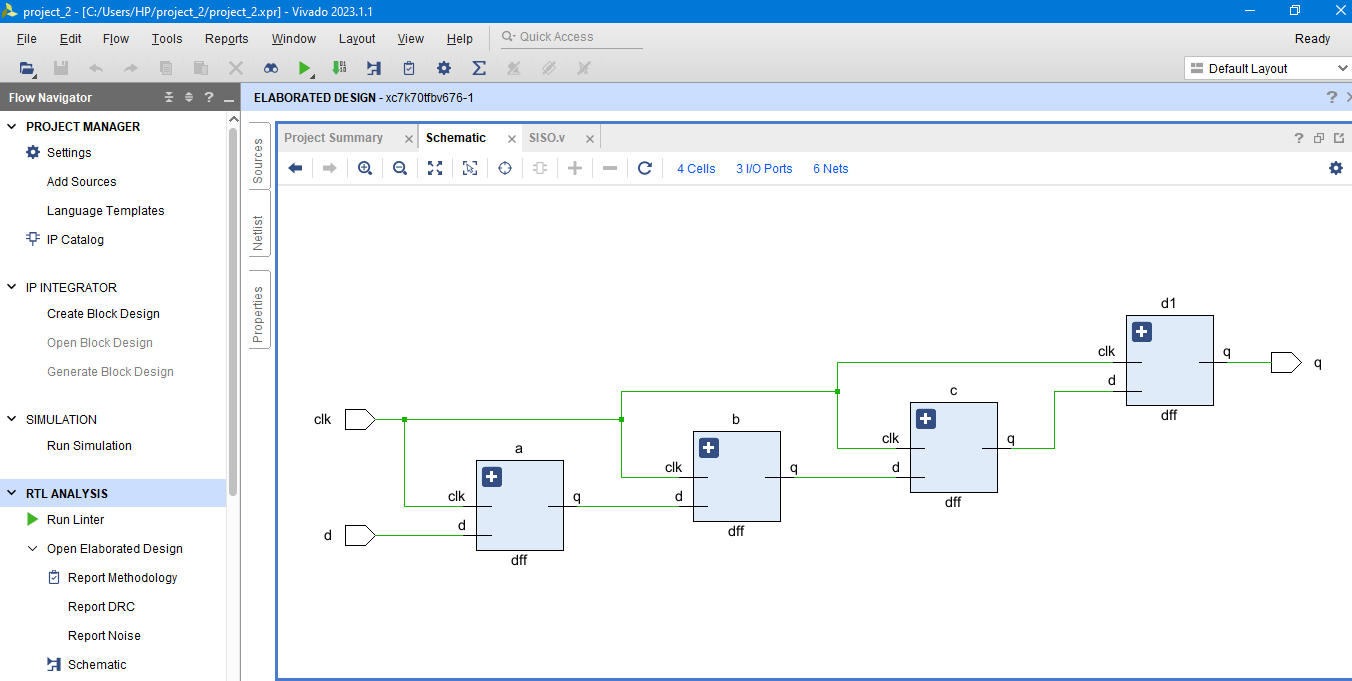 project_2 - [C:/Users/HP/project_2/project_2.xpr] - Vivado 2023.1.1
File Edit Flow Tools Reports Window Layout View Help Quick Access Ready
Default Layout
Flow Navigator
PROJECT MANAGER
Settings
Add Sources
Language Templates
IP Catalog
IP INTEGRATOR
Create Block Design
Open Block Design
Generate Block Design
SIMULATION
Run Simulation
RTL ANALYSIS
Run Linter
Open Elaborated Design
Report Methodology
Report DRC
Report Noise
Schematic
ELABORATED DESIGN - xc7k70tfbv676-1
Sources
Netlist
Properties
Project Summary Schematic SISO.v
4 Cells 3 I/O Ports 6 Nets
clk
d
a
clk
d
q
dff
b
clk
d
q
dff
c
clk
d
q
dff
d1
clk
d
q
dff
q